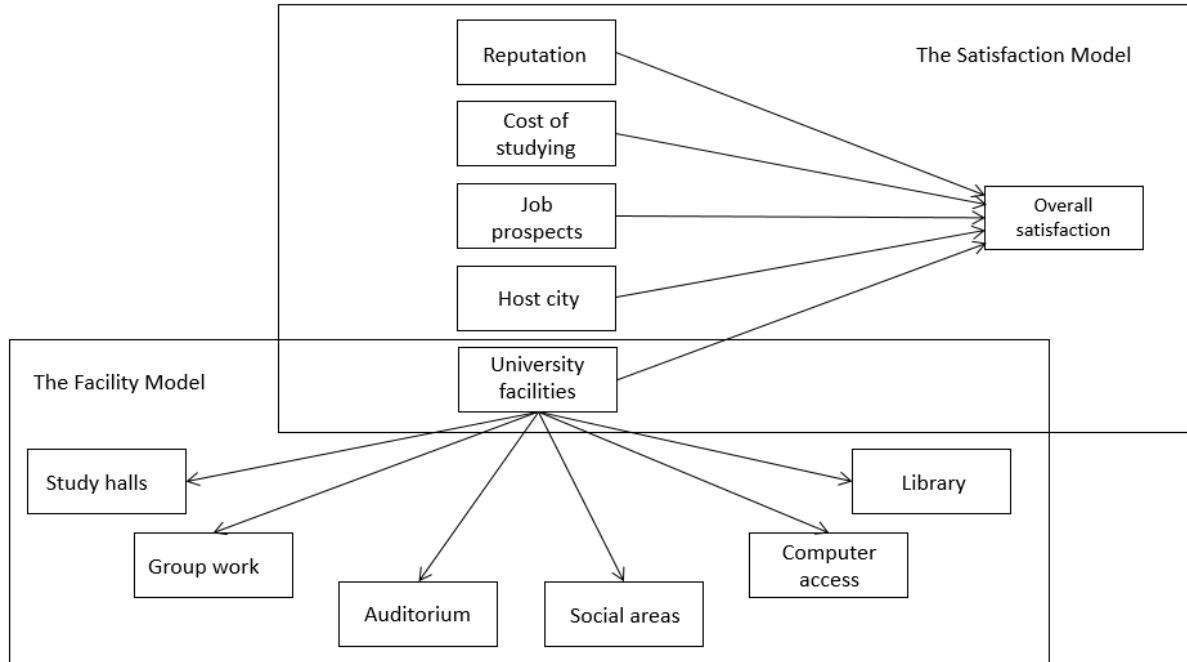 Reputation
The Satisfaction Model
Cost of
studying
Job
prospects
Overall
satisfaction
Host city
University
facilities
The Facility Model
Study halls
Library
Group work
Computer
access
Auditorium
Social areas